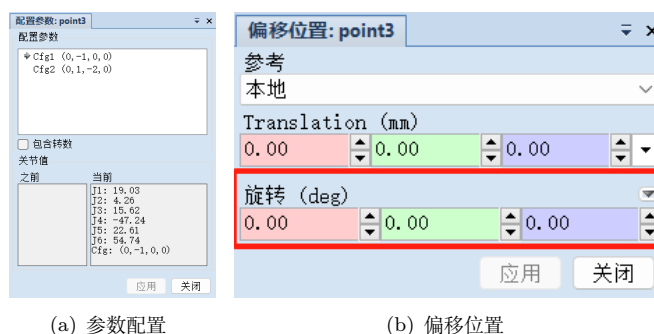 配置参数: point3
配置参数
Cfg1 (0,-1,0,0)
Cfg2 (0,1,-2,0)
包含转数
关节值
之前
当前
J1: 19.03
J2: 4.26
J3: 15.62
J4: -47.24
J5: 22.61
J6: 54.74
Cfg: (0,-1,0,0)
应用 关闭
(a) 参数配置
偏移位置: point3
参考
本地
Translation (mm)
0.00 0.00 0.00
旋转 (deg)
0.00 0.00 0.00
应用 关闭
(b) 偏移位置